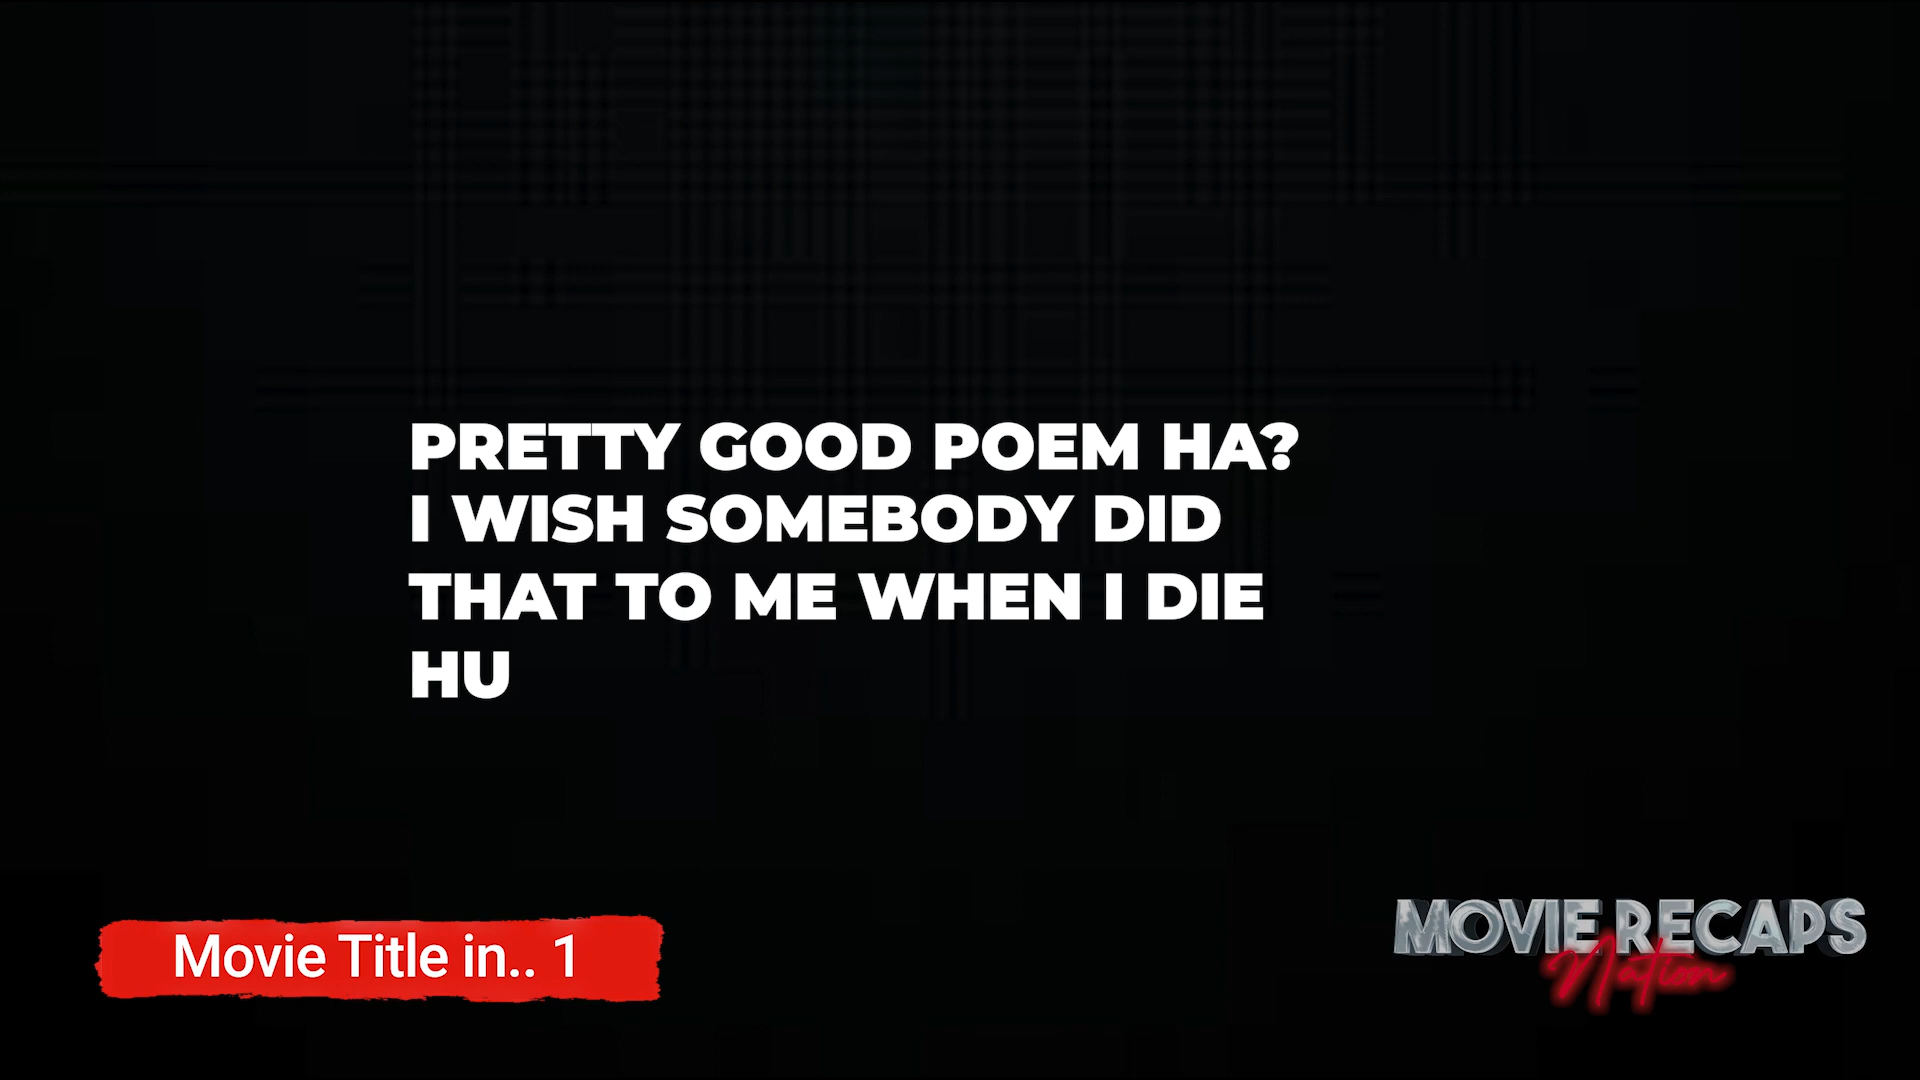 PRETTY GOOD POEM HA?
I WISH SOMEBODY DID
THAT TO ME WHEN I DIE
HU
Movie Title in.. 1
MOVIE RECAPS
Nation